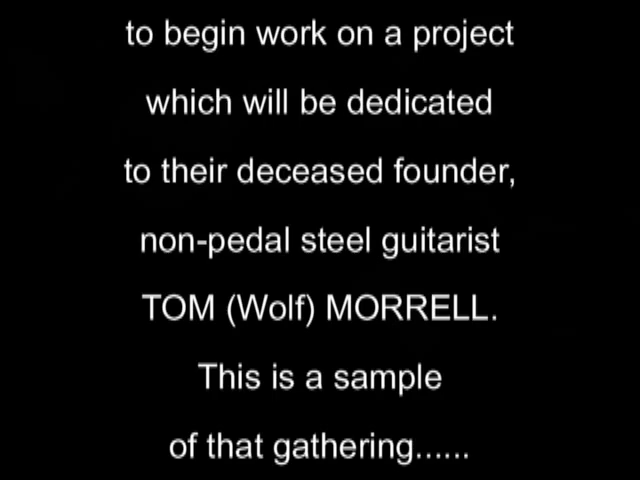 to begin work on a project
which will be dedicated
to their deceased founder,
non-pedal steel guitarist
TOM (Wolf) MORRELL.
This is a sample
of that gathering......